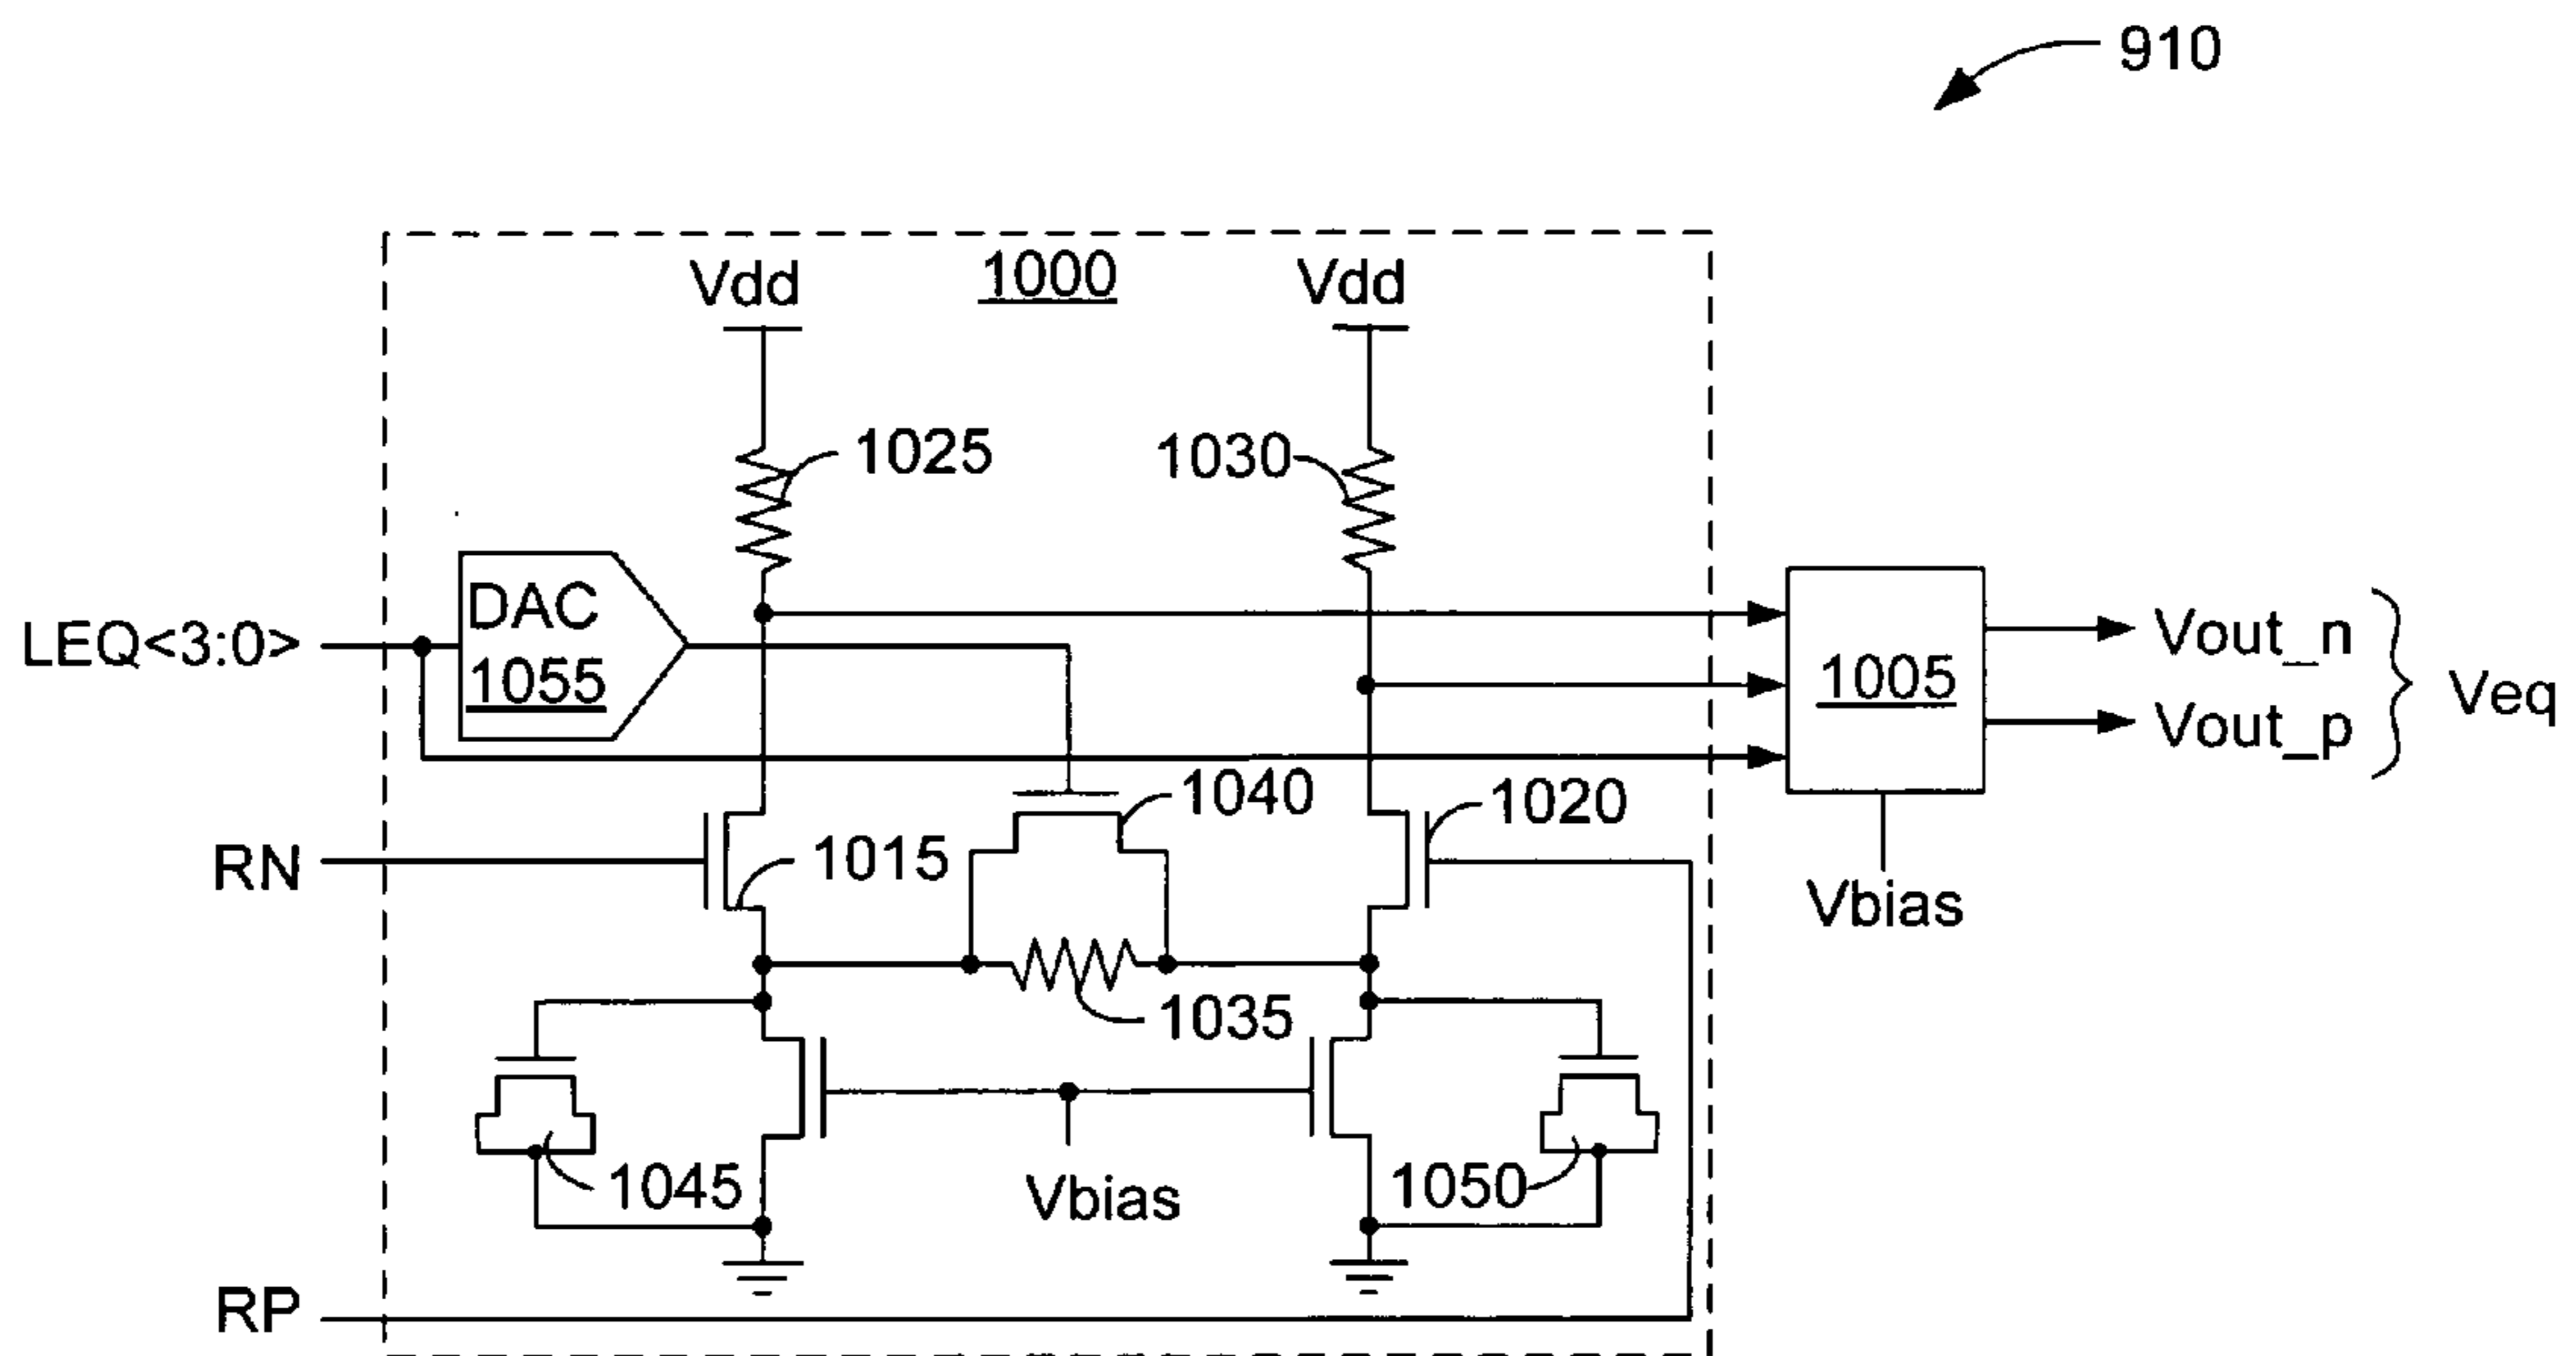 910
Vdd
1000
Vdd
1025
1030
DAC
1055
LEQ<3:0>
1005
Vout_n
Vout_p
Veq
1040
1020
RN
1015
Vbias
1035
1045
Vbias
1050
RP